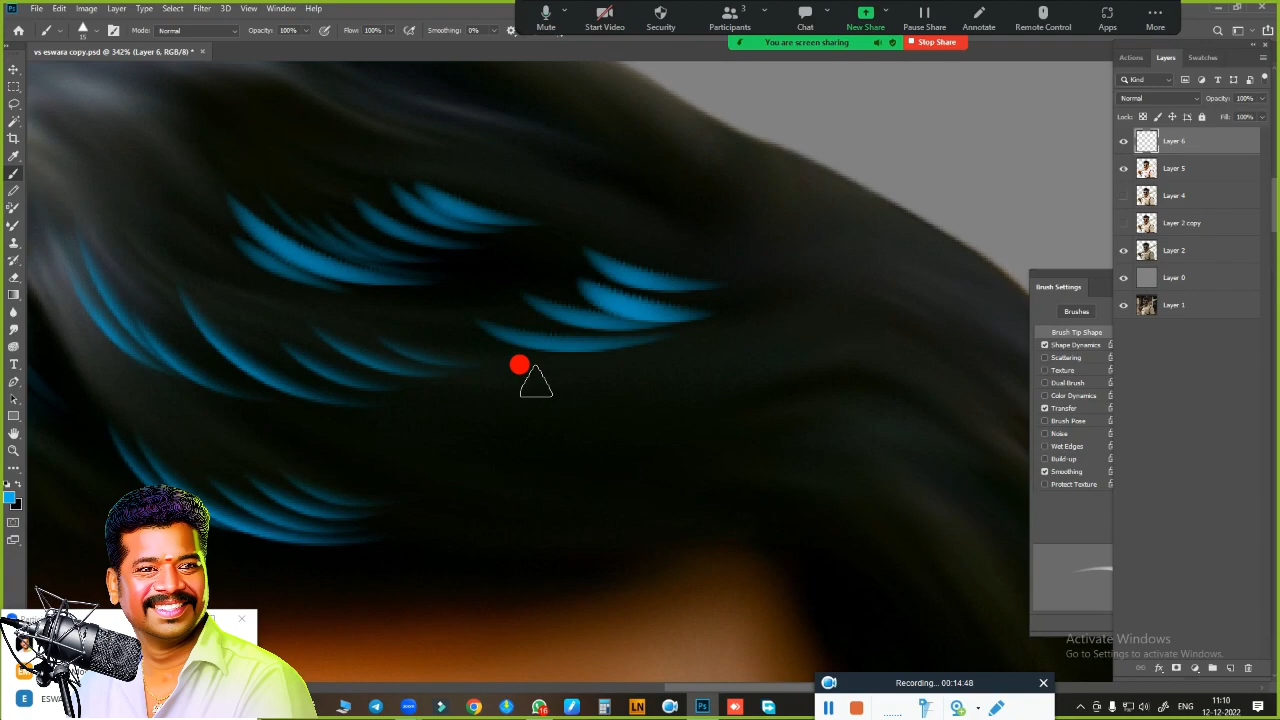 File Edit Image Layer Type Select Filter 3D View Window Help
Mute Start Video Security Participants 3 Chat New Share Pause Share Annotate Remote Control Apps More
15 Mode: Normal Opacity: 100% Flow: 100% Smoothing: 0%
You are screen sharing Stop Share
vs eswara copy.psd @ 342% (Layer 6, RGB/8) * ×
Actions Layers Swatches
Kind
Normal Opacity: 100%
Lock: Fill: 100%
Layer 6
Layer 5
Layer 4
Layer 2 copy
Layer 2
Layer 0
Layer 1
Brush Settings
Brushes
Brush Tip Shape
Shape Dynamics
Scattering
Texture
Dual Brush
Color Dynamics
Transfer
Brush Pose
Noise
Wet Edges
Build-up
Smoothing
Protect Texture
Activate Windows
Go to Settings to activate Windows.
Recording... 00:14:48
E ESWA
16 LN Ps
ENG 11:10
12-12-2022